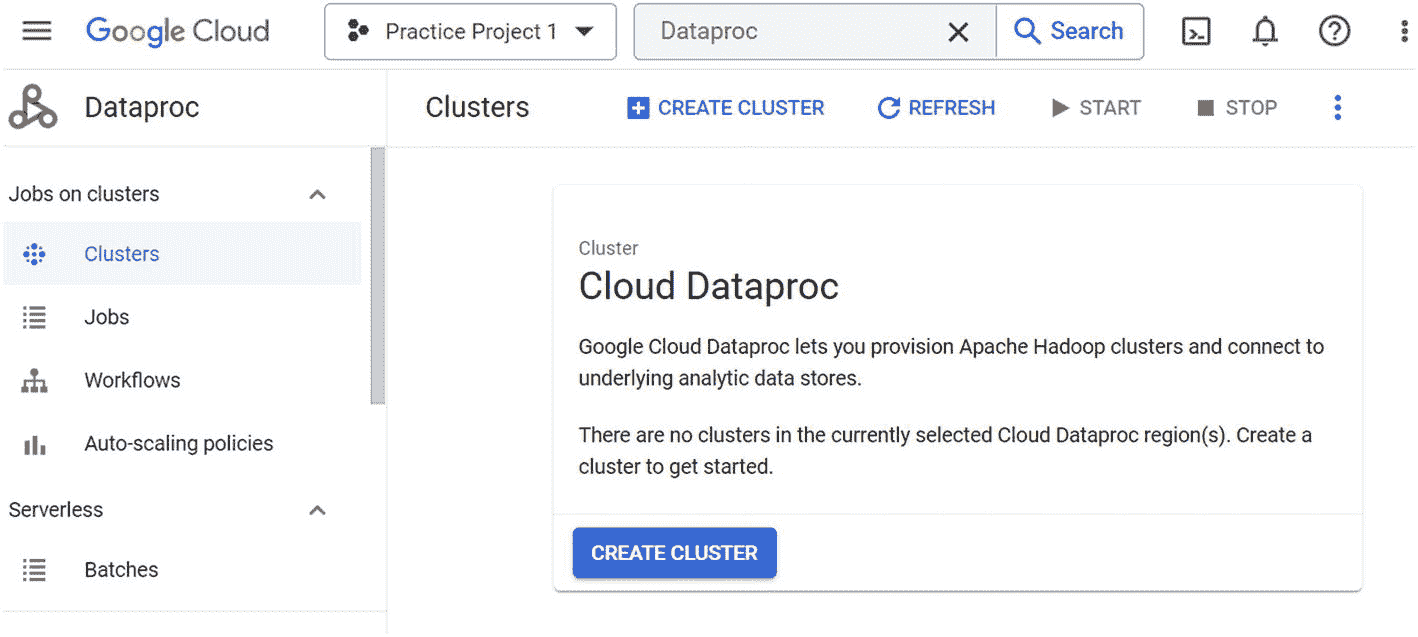 Google Cloud
Practice Project 1
Dataproc
Search
Dataproc
Clusters
CREATE CLUSTER
REFRESH
START
STOP
Jobs on clusters
Clusters
Jobs
Workflows
Auto-scaling policies
Serverless
Batches
Cluster
Cloud Dataproc
Google Cloud Dataproc lets you provision Apache Hadoop clusters and connect to
underlying analytic data stores.
There are no clusters in the currently selected Cloud Dataproc region(s). Create a
cluster to get started.
CREATE CLUSTER